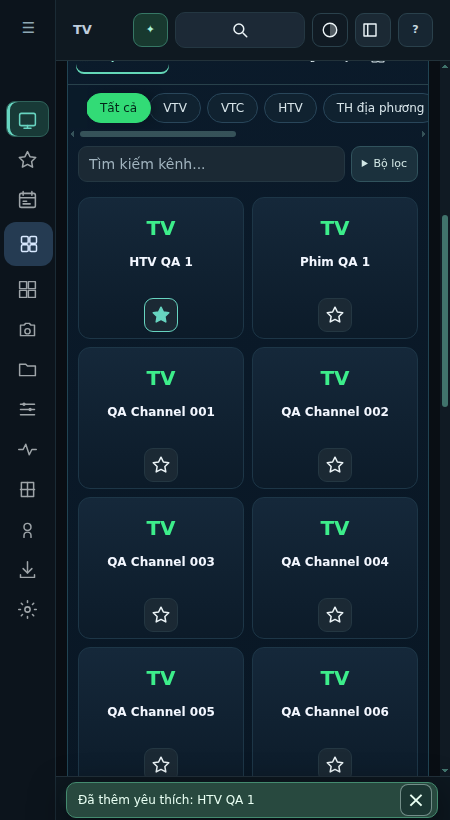 TV
?
Tất cả
VTV
VTC
HTV
TH địa phương
Tìm kiếm kênh...
Bộ lọc
TV
TV
HTV QA 1
Phim QA 1
TV
TV
QA Channel 001
QA Channel 002
TV
TV
QA Channel 003
QA Channel 004
TV
TV
QA Channel 005
QA Channel 006
Đã thêm yêu thích: HTV QA 1